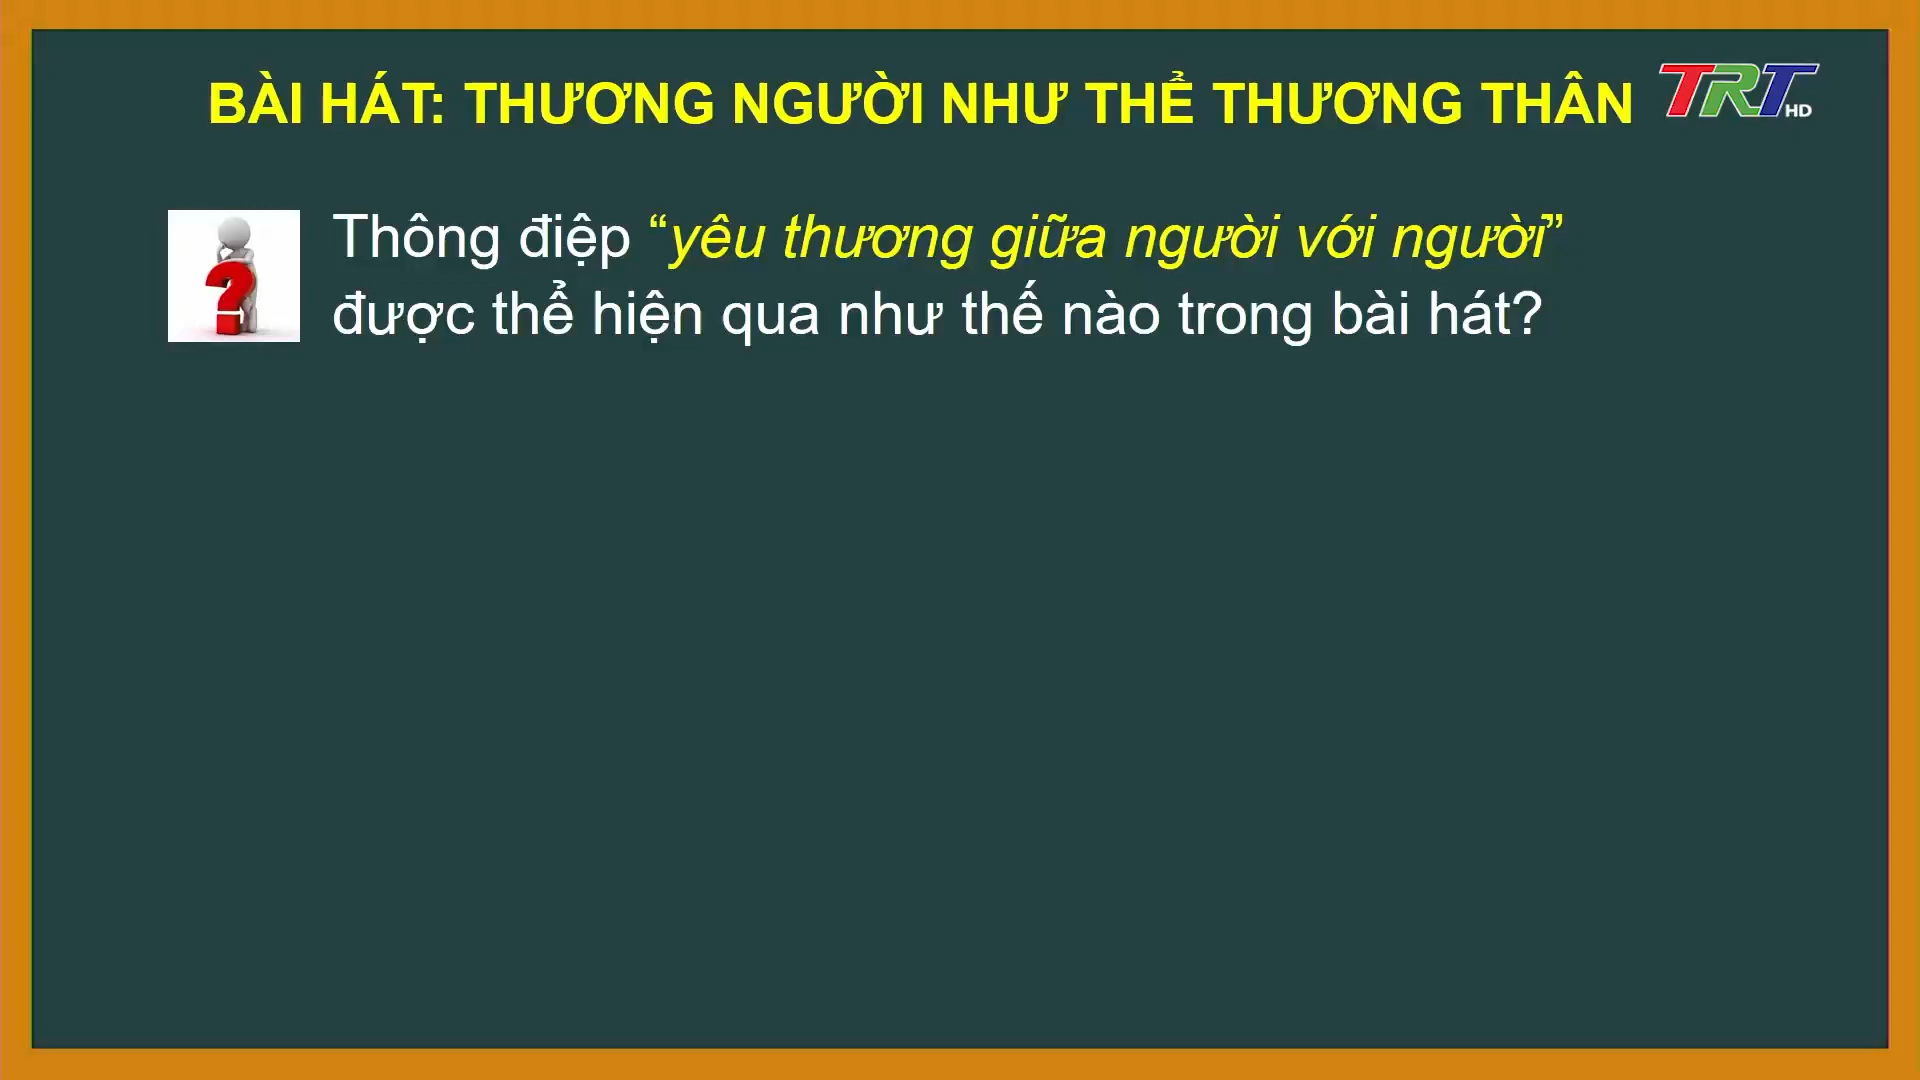 BÀI HÁT: THƯƠNG NGƯỜI NHƯ THỂ THƯƠNG THÂN
TRT HD
Thông điệp “yêu thương giữa người với người”
được thể hiện qua như thế nào trong bài hát?